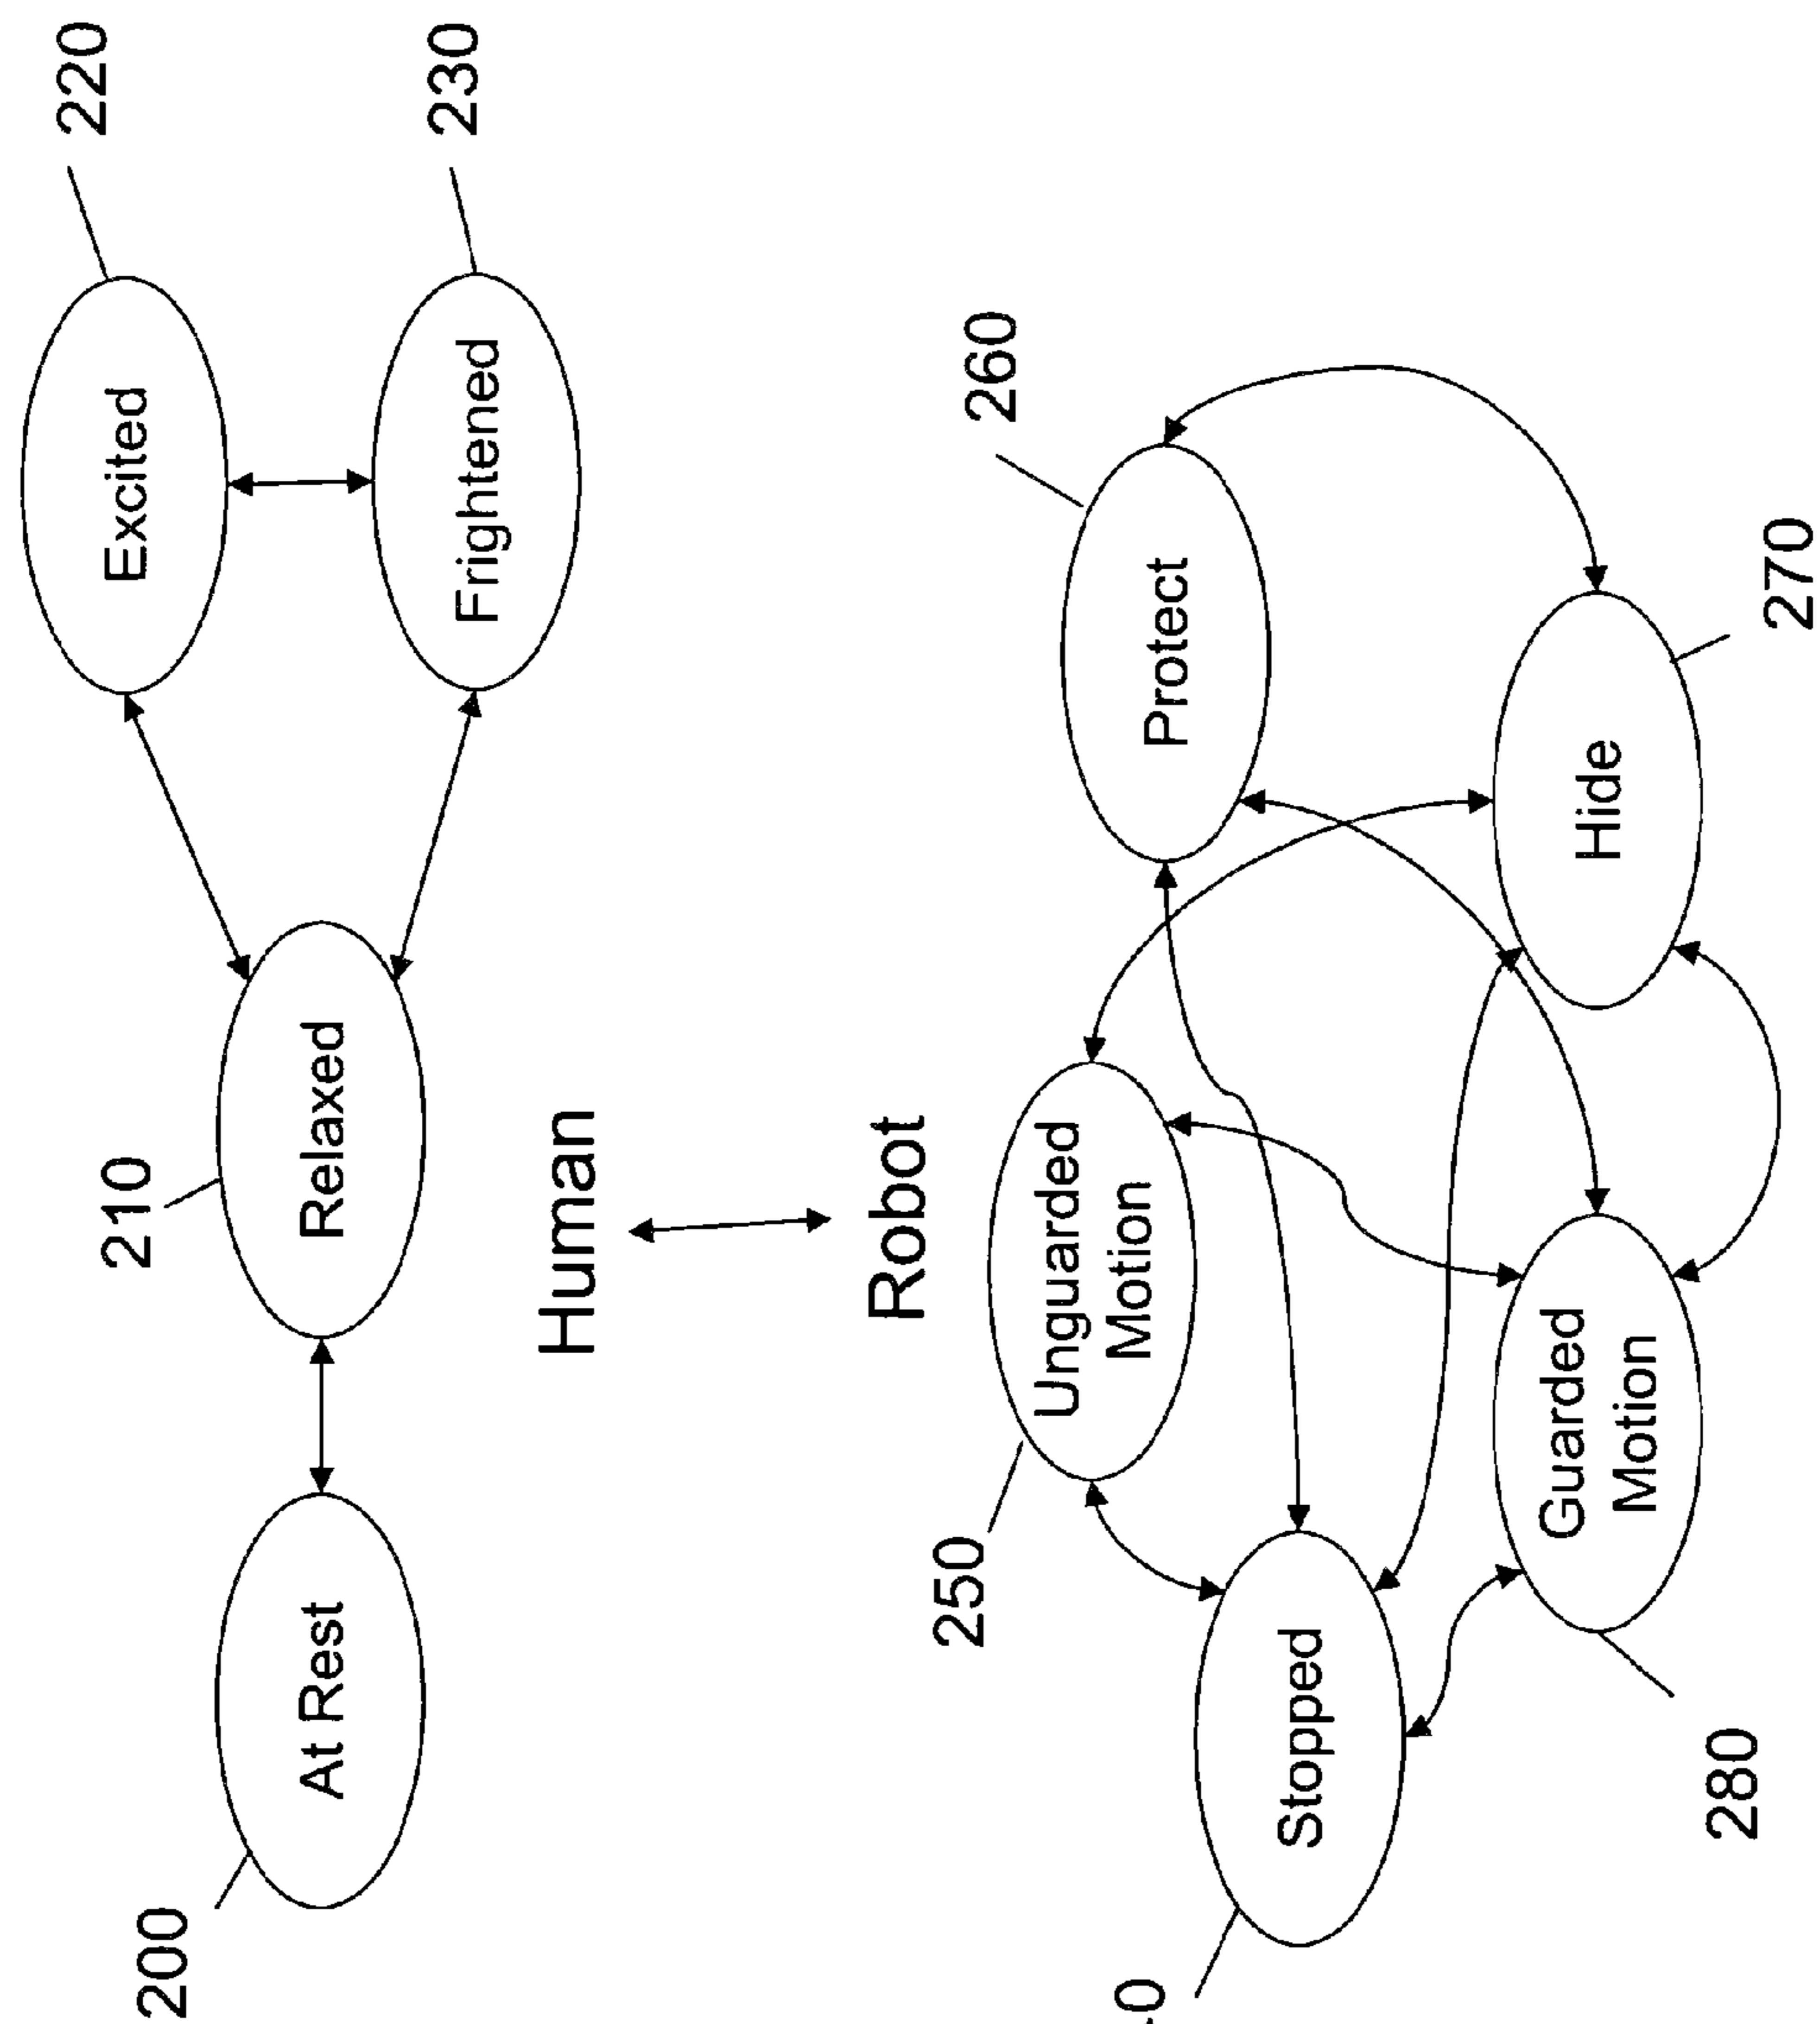 220
Excited
210
200
Relaxed
At Rest
230
Frightened
Human
Robot
250
260
Unguarded
Motion
Protect
Stopped
Guarded
Motion
Hide
280
270